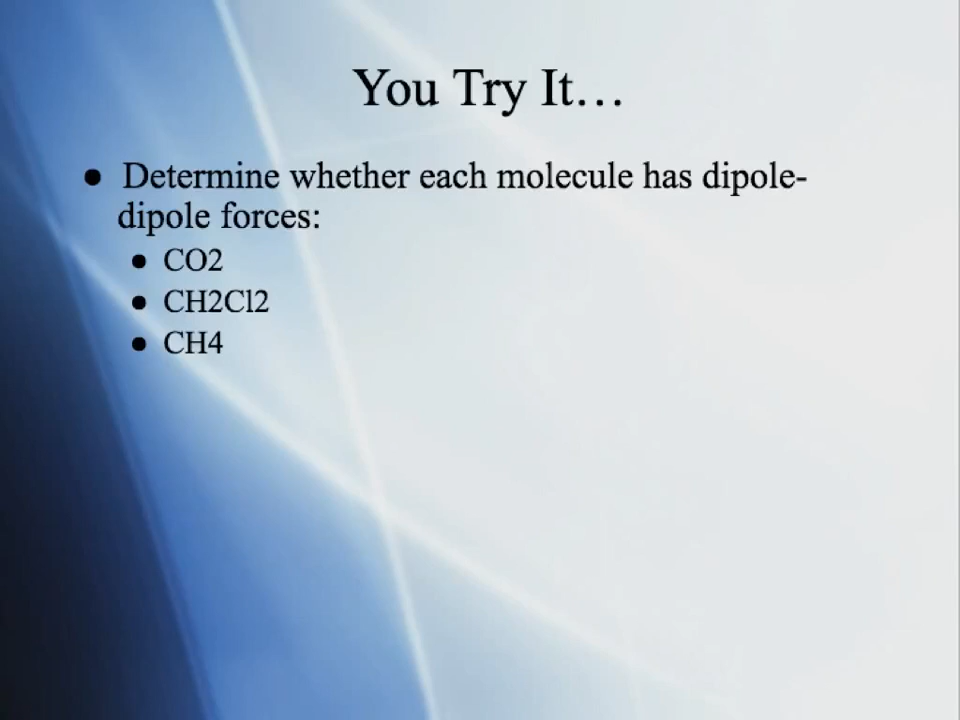 You Try It…
• Determine whether each molecule has dipole-
dipole forces:
• CO2
• CH2Cl2
• CH4